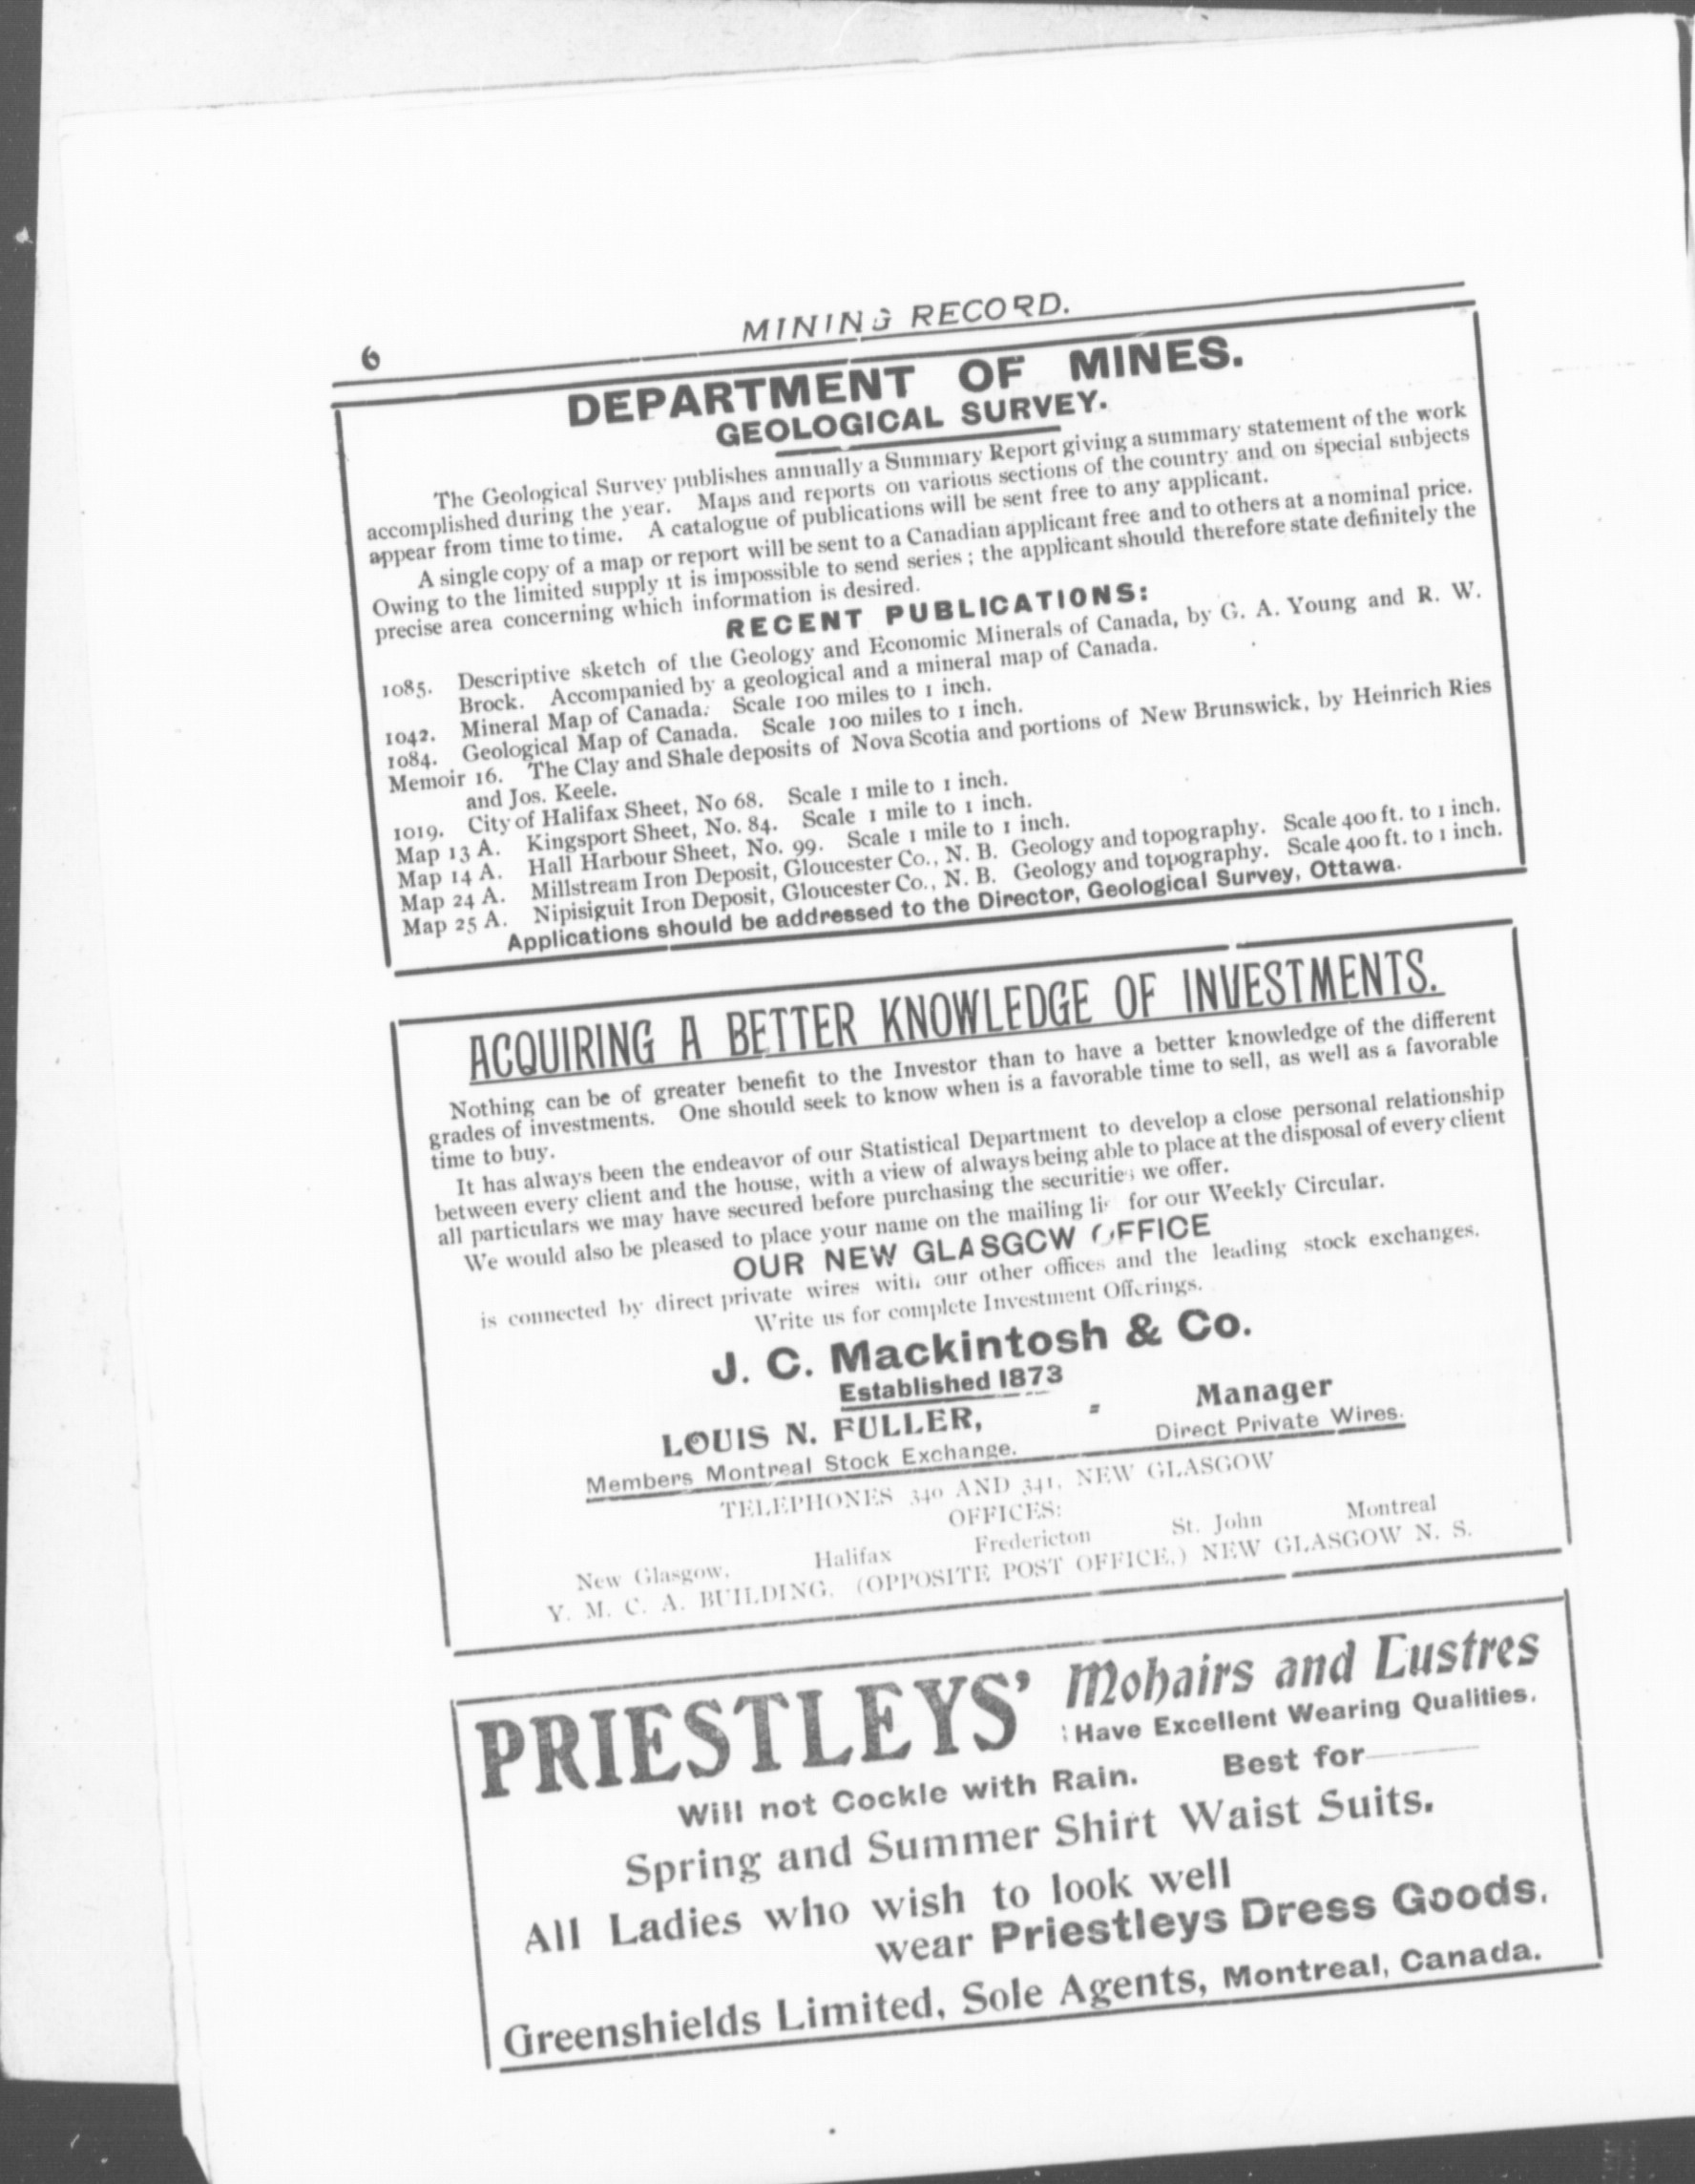 6
MINING RECORD.
DEPARTMENT OF MINES.
GEOLOGICAL SURVEY.
The Geological Survey publishes annually a Summary Report giving a summary statement of the work
accomplished during the year. Maps and reports on various sections of the country and on special subjects
appear from time to time. A catalogue of publications will be sent free to any applicant.
A single copy of a map or report will be sent to a Canadian applicant free and to others at a nominal price.
Owing to the limited supply it is impossible to send series; the applicant should therefore state definitely the
precise area concerning which information is desired.
RECENT PUBLICATIONS:
1085. Descriptive sketch of the Geology and Economic Minerals of Canada, by G. A. Young and R. W.
Brock. Accompanied by a geological and a mineral map of Canada.
1042. Mineral Map of Canada. Scale 100 miles to 1 inch.
1084. Geological Map of Canada. Scale 100 miles to 1 inch.
Memoir 16. The Clay and Shale deposits of Nova Scotia and portions of New Brunswick, by Heinrich Ries
and Jos. Keele.
1019. City of Halifax Sheet, No 68. Scale 1 mile to 1 inch.
Map 13 A. Kingsport Sheet, No. 84. Scale 1 mile to 1 inch.
Map 14 A. Hall Harbour Sheet, No. 99. Scale 1 mile to 1 inch.
Map 24 A. Millstream Iron Deposit, Gloucester Co., N. B. Geology and topography. Scale 400 ft. to 1 inch.
Map 25 A. Nipisiguit Iron Deposit, Gloucester Co., N. B. Geology and topography. Scale 400 ft. to 1 inch.
Applications should be addressed to the Director, Geological Survey, Ottawa.
ACQUIRING A BETTER KNOWLEDGE OF INVESTMENTS.
Nothing can be of greater benefit to the Investor than to have a better knowledge of the different
grades of investments. One should seek to know when is a favorable time to sell, as well as a favorable
time to buy.
It has always been the endeavor of our Statistical Department to develop a close personal relationship
between every client and the house, with a view of always being able to place at the disposal of every client
all particulars we may have secured before purchasing the securities we offer.
We would also be pleased to place your name on the mailing li for our Weekly Circular.
OUR NEW GLASGOW OFFICE
is connected by direct private wires with our other offices and the leading stock exchanges.
Write us for complete Investment Offerings.
J. C. Mackintosh & Co.
Established 1873
LOUIS N. FULLER, = Manager
Members Montreal Stock Exchange. Direct Private Wires.
TELEPHONES 340 AND 341, NEW GLASGOW
OFFICES:
New Glasgow, Halifax Fredericton St. John Montreal
Y. M. C. A. BUILDING, (OPPOSITE POST OFFICE,) NEW GLASGOW N. S.
PRIESTLEYS' Mohairs and Lustres
Have Excellent Wearing Qualities.
Will not Cockle with Rain. Best for
Spring and Summer Shirt Waist Suits.
All Ladies who wish to look well
wear Priestleys Dress Goods.
Greenshields Limited, Sole Agents, Montreal, Canada.